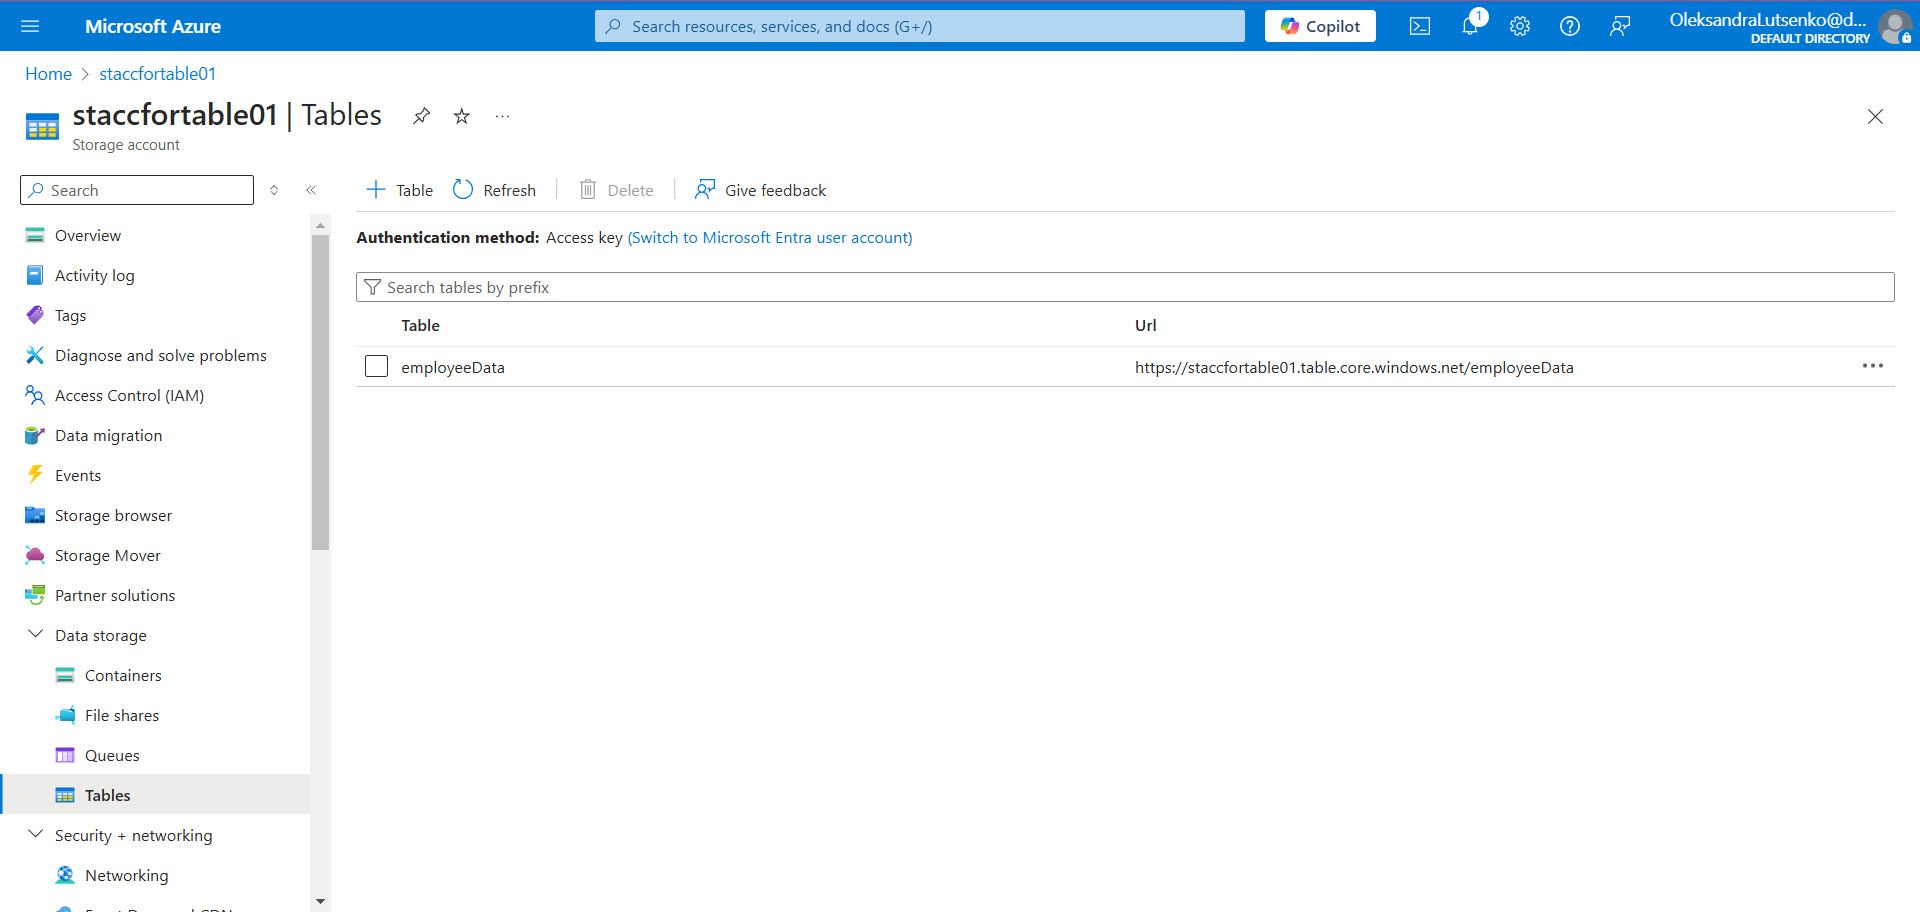 Microsoft Azure
Search resources, services, and docs (G+/)
Copilot
1
OleksandraLutsenko@d...
DEFAULT DIRECTORY
Home > staccfortable01
staccfortable01 | Tables
Storage account
Search
Table
Refresh
Delete
Give feedback
Authentication method: Access key (Switch to Microsoft Entra user account)
Search tables by prefix
Table Url
employeeData https://staccfortable01.table.core.windows.net/employeeData
Overview
Activity log
Tags
Diagnose and solve problems
Access Control (IAM)
Data migration
Events
Storage browser
Storage Mover
Partner solutions
Data storage
Containers
File shares
Queues
Tables
Security + networking
Networking